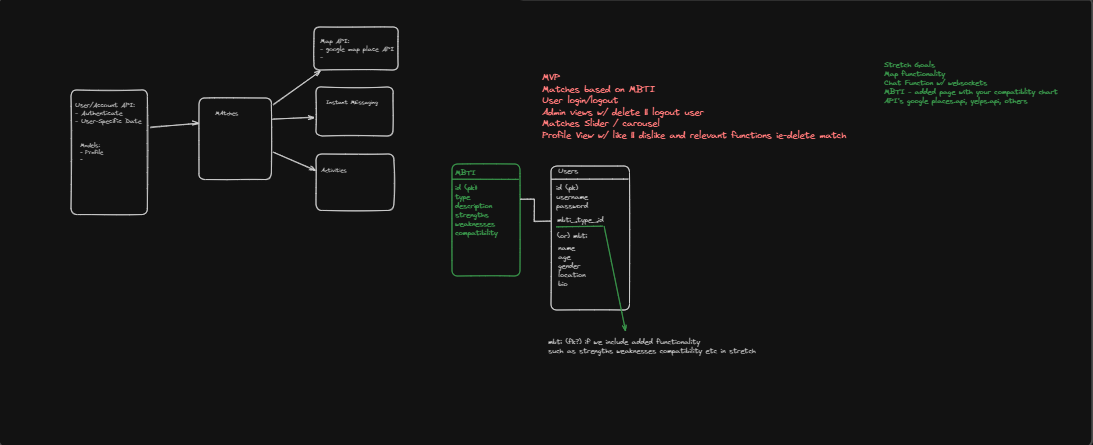 User/Account API:
- Authenticate
- User-Specific Date
Models:
- Profile
-
MAtches
Map API:
- google map place API
-
Instant MEssaging
Activities
MVP
Matches based on MBTI
User login/logout
Admin views w/ delete || logout user
Matches Slider / carousel
Profile View w/ like || dislike and relevant functions ie-delete match
Stretch Goals
Map functionality
Chat Function w/ websockets
MBTI - added page with your compatiblity chart
API's google places.api, yelps.api, others
MBTI
id (pk)
type
description
strengths
weaknesses
compatibility
Users
id (pk)
username
password
mbti_type_id
(or) mbti
name
age
gender
location
bio
mbti (fk?) if we include added functionality
such as strengths weaknesses compatibility etc in stretch